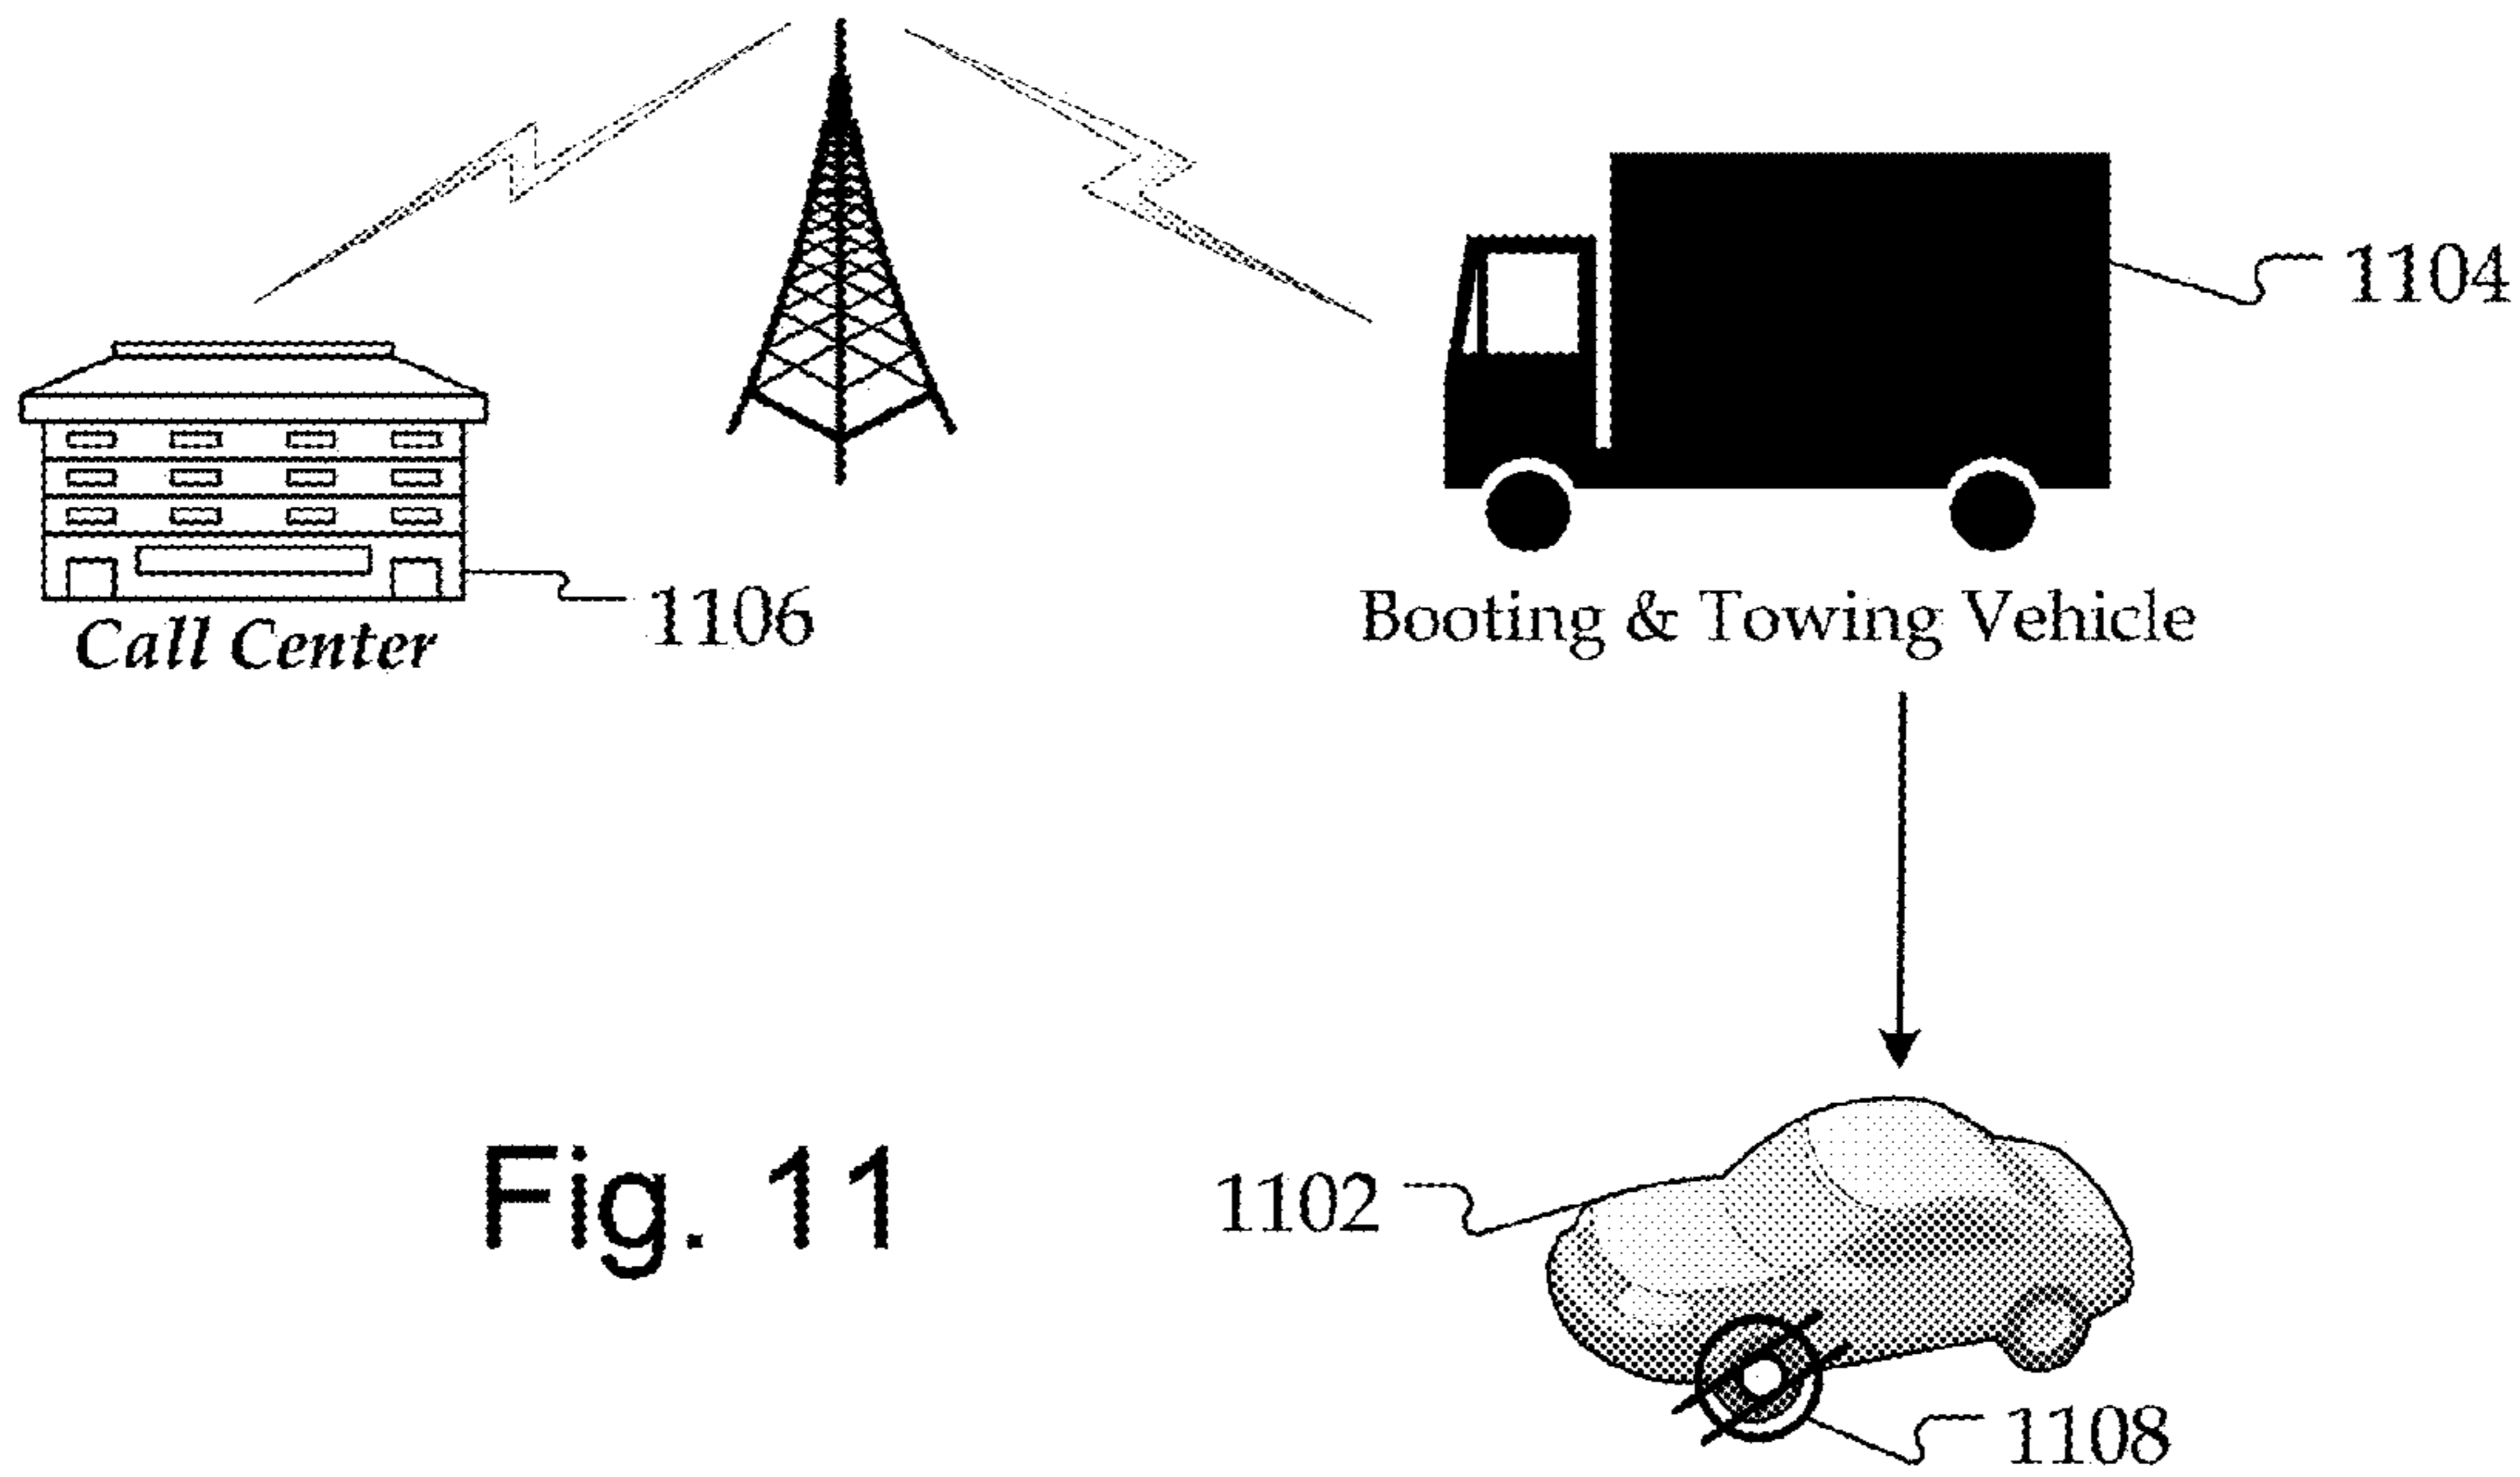 1104
1106
Call Center
Booting & Towing Vehicle
Fig. 11
1102
1108